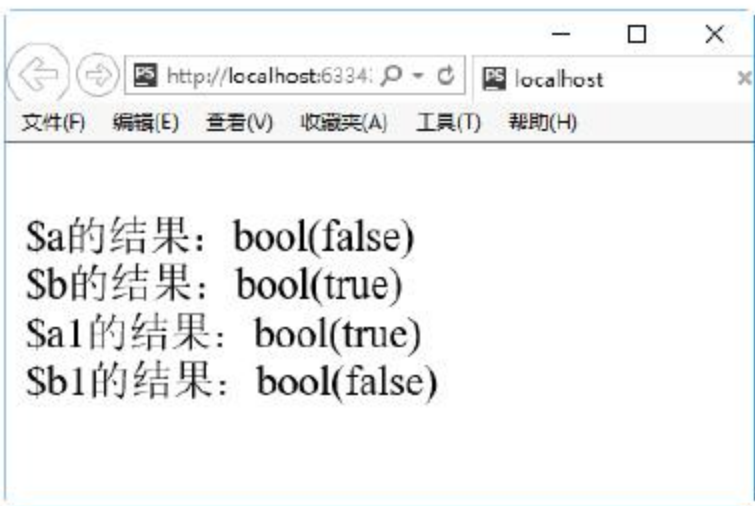 http://localhost:6334
localhost
文件(F) 编辑(E) 查看(V) 收藏夹(A) 工具(T) 帮助(H)
$a的结果：bool(false)
$b的结果：bool(true)
$a1的结果：bool(true)
$b1的结果：bool(false)